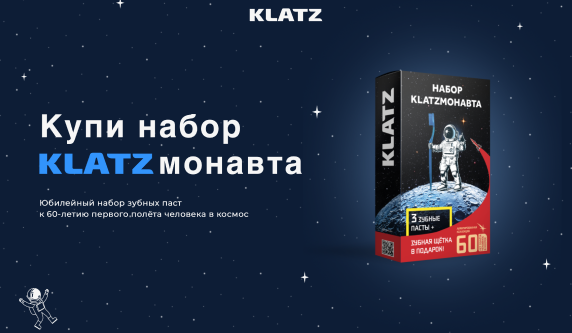 KLATZ
Купи набор
KLATZ монавта
Юбилейный набор зубных паст
к 60-летию первого полёта человека в космос
KLATZ
НАБОР
KLATZМОНАВТА
3 ЗУБНЫЕ
ПАСТЫ +
ЗУБНАЯ ЩЁТКА
В ПОДАРОК!
60